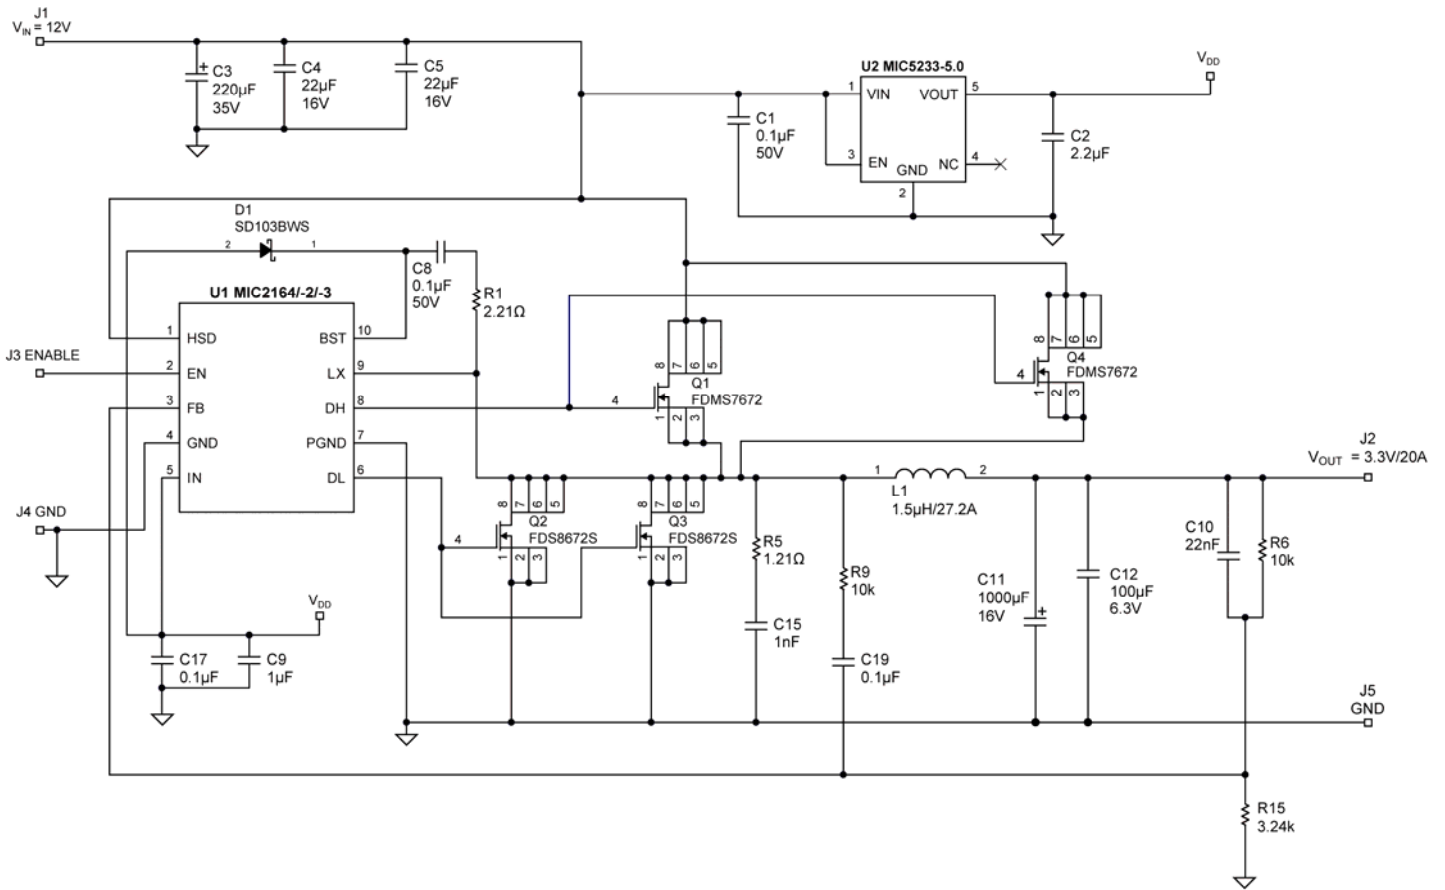 J1
VIN = 12V
C3
220µF
35V
+
C4
22µF
16V
C5
22µF
16V
U2 MIC5233-5.0
VIN
VOUT
EN
GND
NC
1
3
2
5
4
C1
0.1µF
50V
C2
2.2µF
VDD
D1
SD103BWS
2
1
C8
0.1µF
50V
R1
2.21Ω
U1 MIC2164/-2/-3
1
HSD
BST
10
J3 ENABLE
2
EN
LX
9
3
FB
DH
8
4
GND
PGND
7
5
IN
DL
6
J4 GND
8
7
6
5
Q1
FDMS7672
4
1
2
3
8
7
6
5
Q4
FDMS7672
4
1
2
3
8
7
6
5
Q2
FDS8672S
4
1
2
3
8
7
6
5
Q3
FDS8672S
1
2
3
1
2
L1
1.5µH/27.2A
J2
VOUT = 3.3V/20A
R5
1.21Ω
C15
1nF
R9
10k
C19
0.1µF
C11
1000µF
16V
+
C12
100µF
6.3V
C10
22nF
R6
10k
VDD
C17
0.1µF
C9
1µF
J5
GND
R15
3.24k